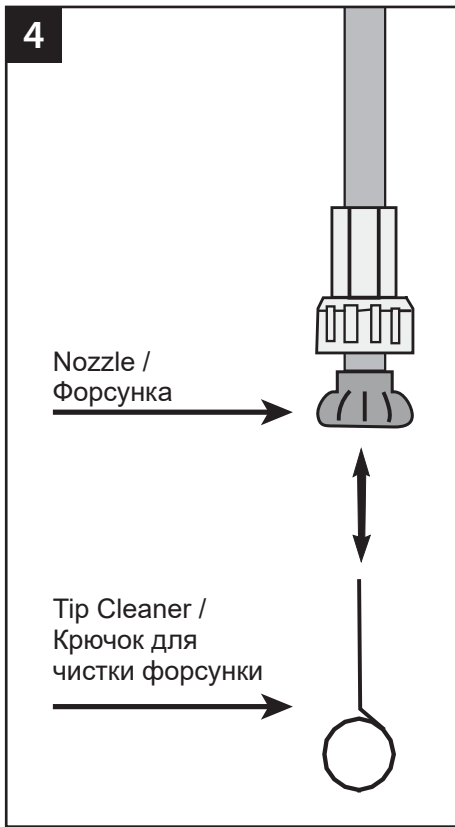 4
Nozzle /
Форсунка
Tip Cleaner /
Крючок для
чистки форсунки